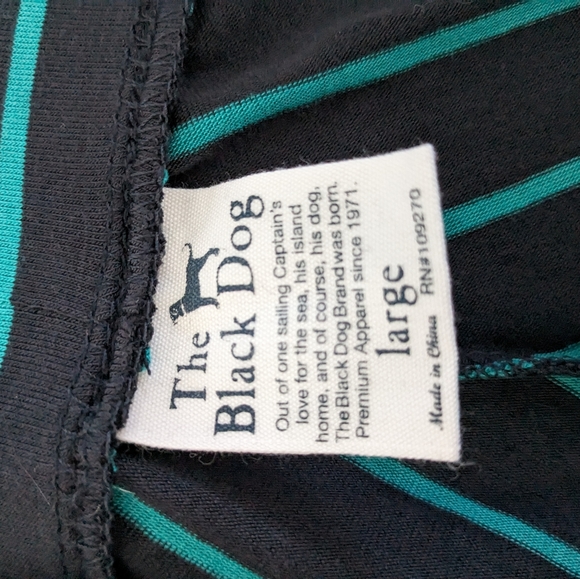 The
Black Dog
Out of one sailing Captain's
love for the sea, his island
home, and of course, his dog,
The Black Dog Brand was born.
Premium Apparel since 1971.
large
Made in China RN#109270